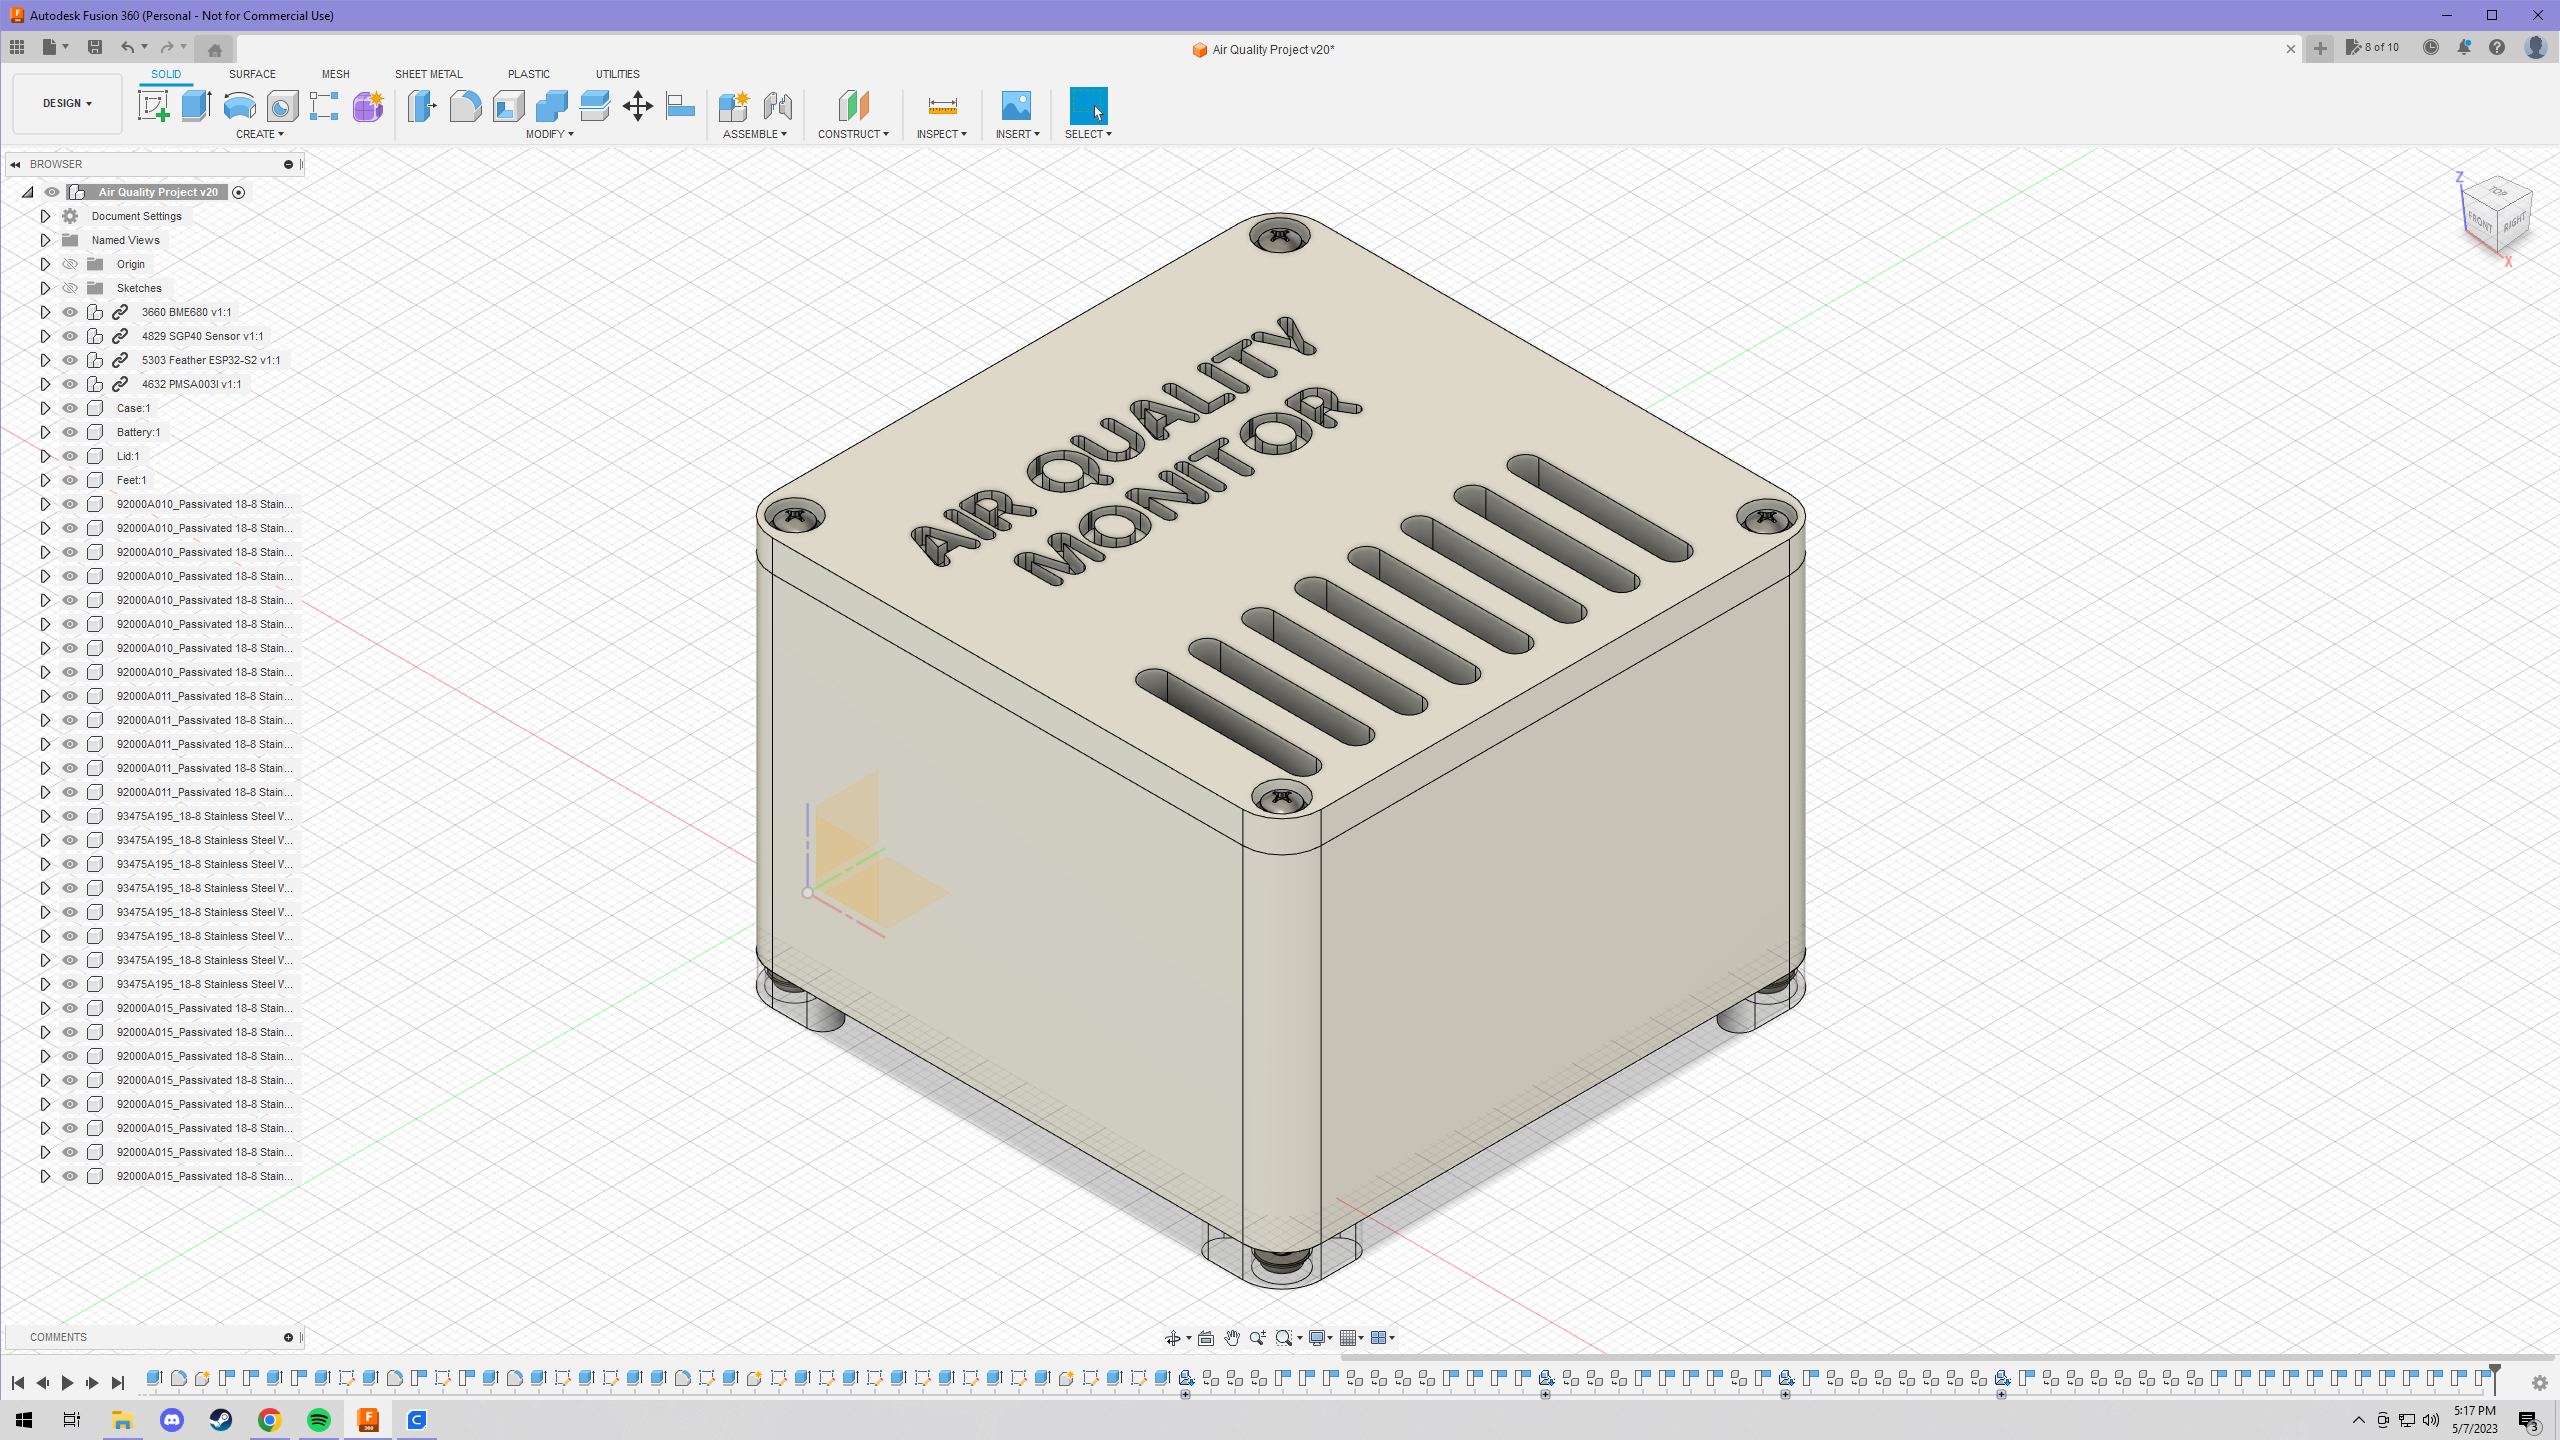 Autodesk Fusion 360 (Personal - Not for Commercial Use)
Air Quality Project v20*
8 of 10
SOLID
SURFACE
MESH
SHEET METAL
PLASTIC
UTILITIES
DESIGN
CREATE
MODIFY
ASSEMBLE
CONSTRUCT
INSPECT
INSERT
SELECT
BROWSER
Air Quality Project v20
Document Settings
Named Views
Origin
Sketches
3660 BME680 v1:1
4829 SGP40 Sensor v1:1
5303 Feather ESP32-S2 v1:1
4632 PMSA003I v1:1
Case:1
Battery:1
Lid:1
Feet:1
92000A010_Passivated 18-8 Stain...
92000A010_Passivated 18-8 Stain...
92000A010_Passivated 18-8 Stain...
92000A010_Passivated 18-8 Stain...
92000A010_Passivated 18-8 Stain...
92000A010_Passivated 18-8 Stain...
92000A010_Passivated 18-8 Stain...
92000A010_Passivated 18-8 Stain...
92000A011_Passivated 18-8 Stain...
92000A011_Passivated 18-8 Stain...
92000A011_Passivated 18-8 Stain...
92000A011_Passivated 18-8 Stain...
92000A011_Passivated 18-8 Stain...
93475A195_18-8 Stainless Steel W...
93475A195_18-8 Stainless Steel W...
93475A195_18-8 Stainless Steel W...
93475A195_18-8 Stainless Steel W...
93475A195_18-8 Stainless Steel W...
93475A195_18-8 Stainless Steel W...
93475A195_18-8 Stainless Steel W...
93475A195_18-8 Stainless Steel W...
92000A015_Passivated 18-8 Stain...
92000A015_Passivated 18-8 Stain...
92000A015_Passivated 18-8 Stain...
92000A015_Passivated 18-8 Stain...
92000A015_Passivated 18-8 Stain...
92000A015_Passivated 18-8 Stain...
92000A015_Passivated 18-8 Stain...
92000A015_Passivated 18-8 Stain...
AIR QUALITY
MONITOR
Z
TOP
FRONT
RIGHT
X
COMMENTS
5:17 PM
5/7/2023
3